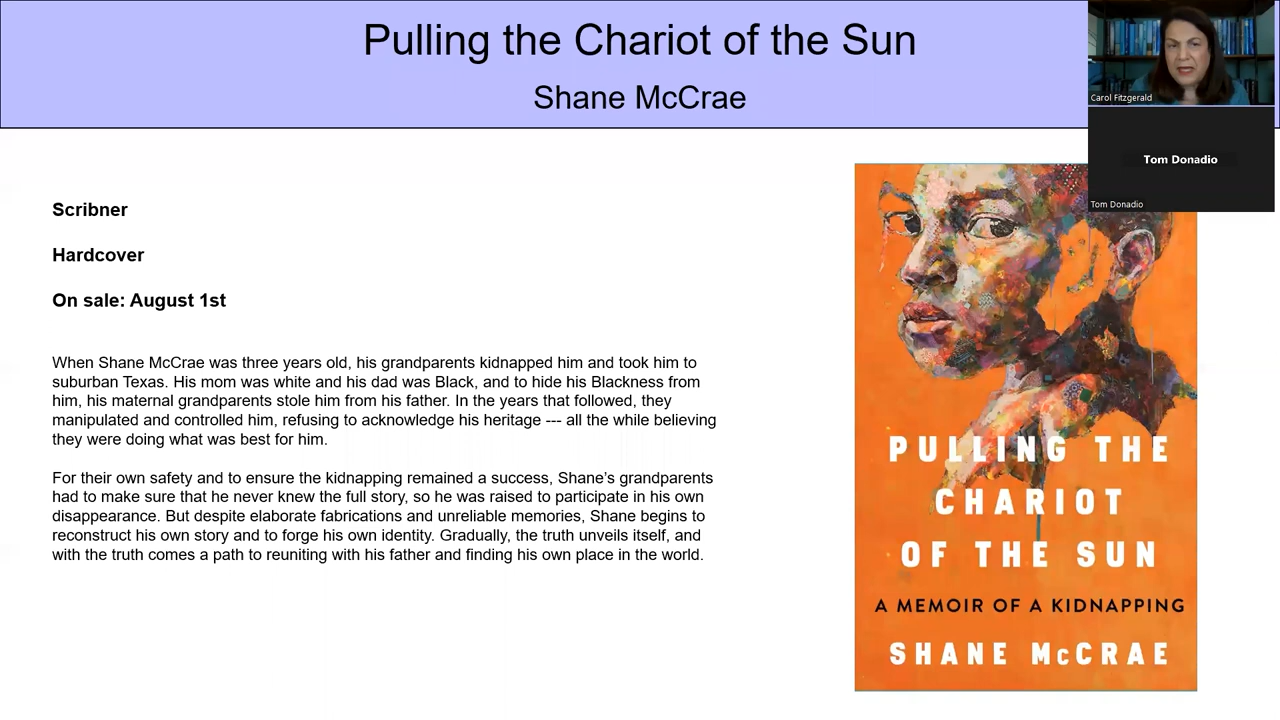 Pulling the Chariot of the Sun
Shane McCrae
Carol Fitzgerald
Tom Donadio
Tom Donadio
Scribner
Hardcover
On sale: August 1st
When Shane McCrae was three years old, his grandparents kidnapped him and took him to
suburban Texas. His mom was white and his dad was Black, and to hide his Blackness from
him, his maternal grandparents stole him from his father. In the years that followed, they
manipulated and controlled him, refusing to acknowledge his heritage --- all the while believing
they were doing what was best for him.
For their own safety and to ensure the kidnapping remained a success, Shane’s grandparents
had to make sure that he never knew the full story, so he was raised to participate in his own
disappearance. But despite elaborate fabrications and unreliable memories, Shane begins to
reconstruct his own story and to forge his own identity. Gradually, the truth unveils itself, and
with the truth comes a path to reuniting with his father and finding his own place in the world.
PULLING THE
CHARIOT
OF THE SUN
A MEMOIR OF A KIDNAPPING
SHANE McCRAE